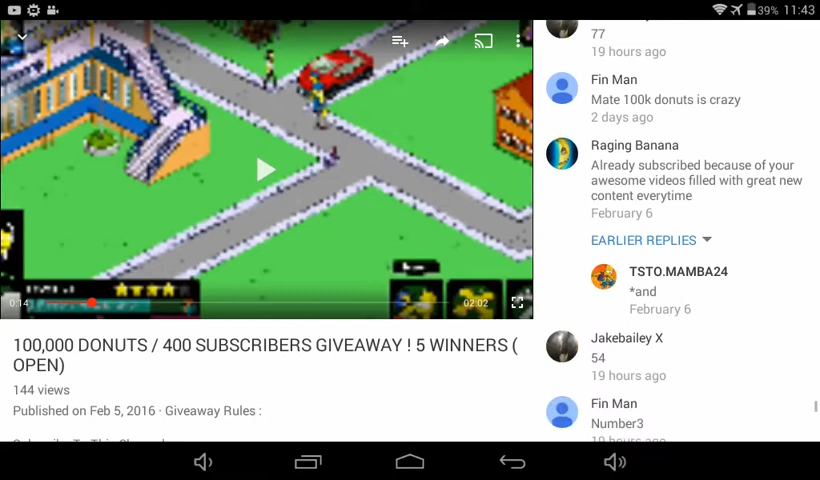 39% 11:43
77
19 hours ago
Fin Man
Mate 100k donuts is crazy
2 days ago
Raging Banana
Already subscribed because of your
awesome videos filled with great new
content everytime
February 6
EARLIER REPLIES
TSTO.MAMBA24
*and
February 6
Jakebailey X
54
19 hours ago
Fin Man
Number3
19 hours ago
0:14
02:02
100,000 DONUTS / 400 SUBSCRIBERS GIVEAWAY ! 5 WINNERS (
OPEN)
144 views
Published on Feb 5, 2016 · Giveaway Rules :